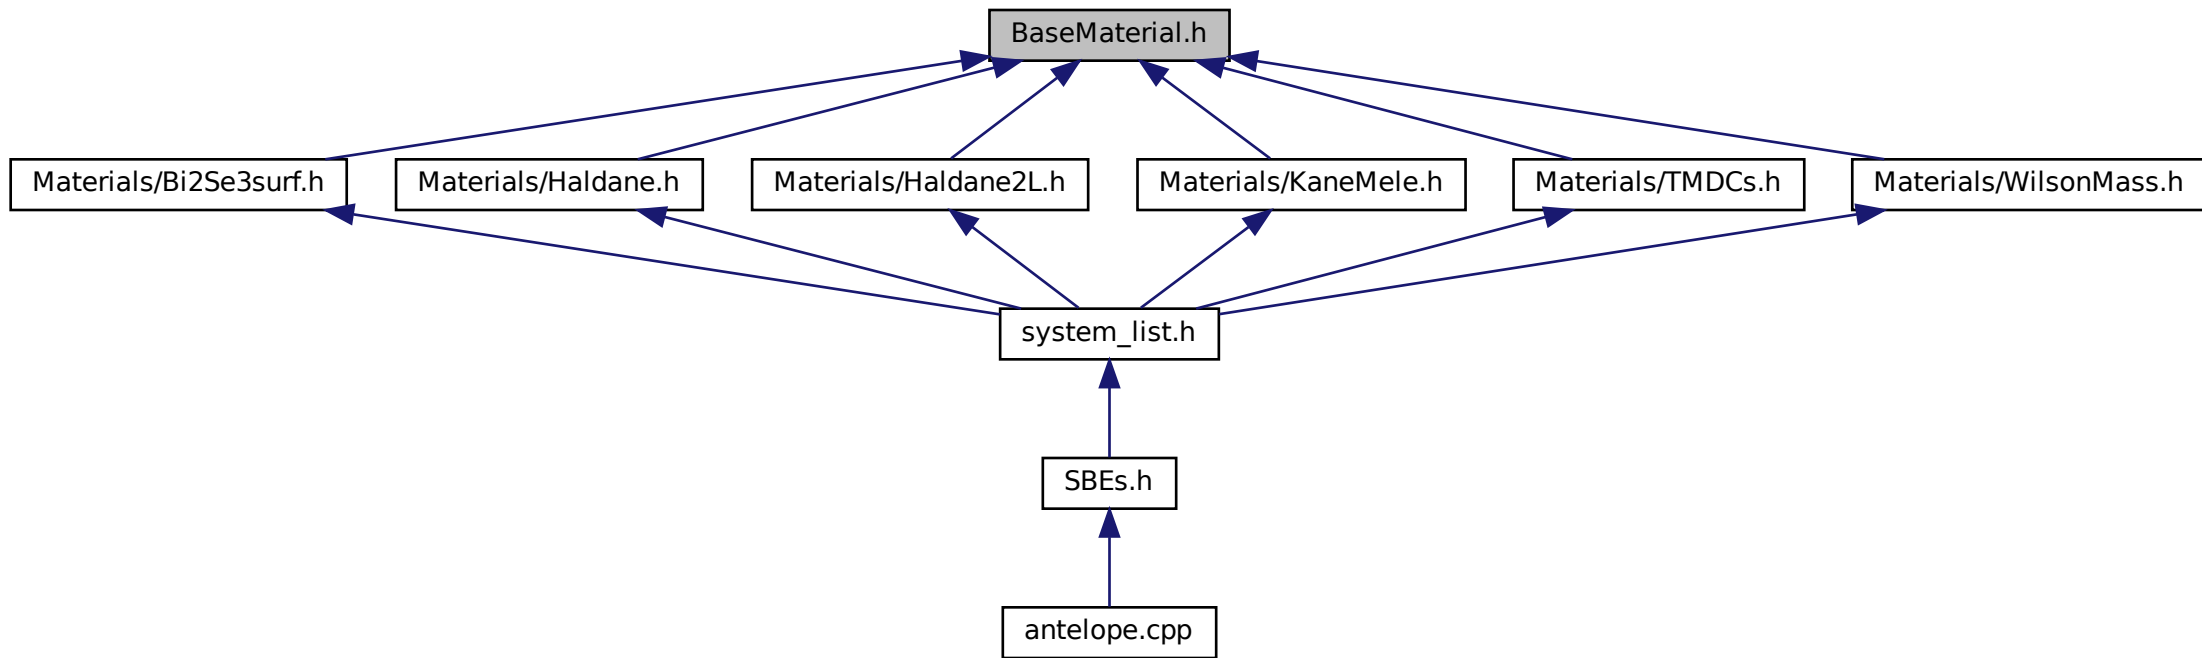 BaseMaterial.h
Materials/Bi2Se3surf.h
Materials/Haldane.h
Materials/Haldane2L.h
Materials/KaneMele.h
Materials/TMDCs.h
Materials/WilsonMass.h
system_list.h
SBEs.h
antelope.cpp